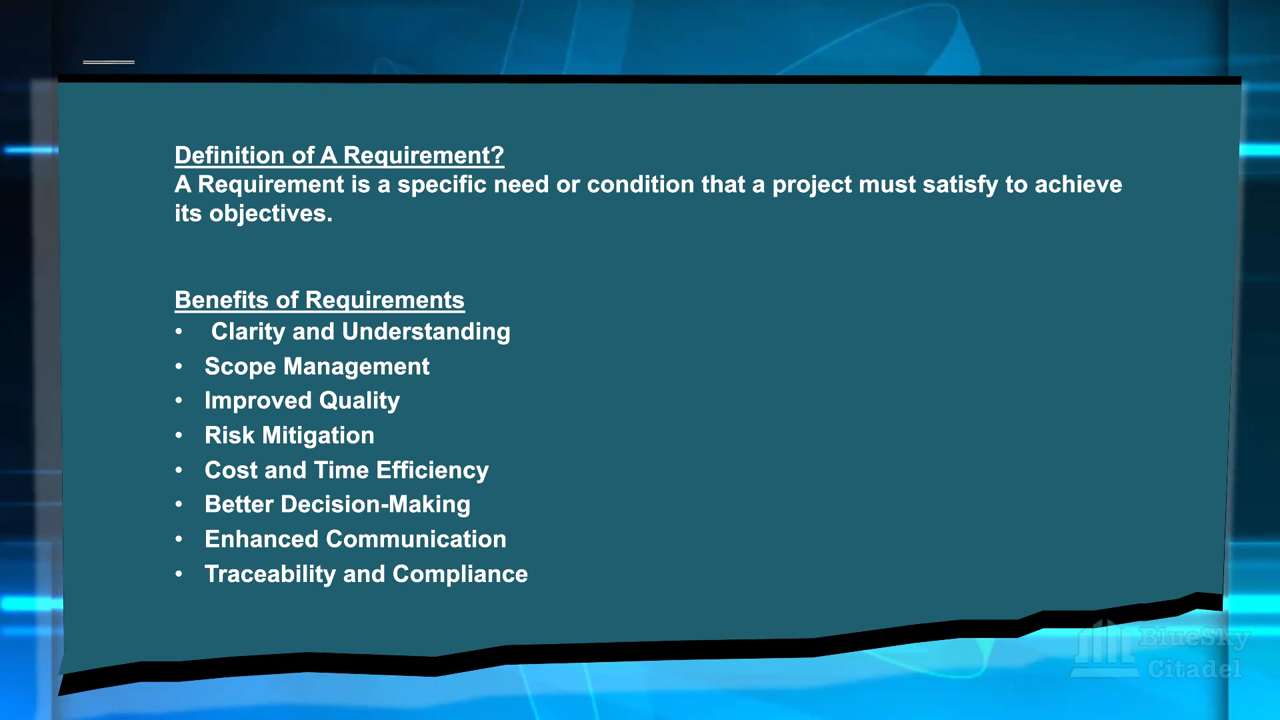 Definition of A Requirement?
A Requirement is a specific need or condition that a project must satisfy to achieve
its objectives.
Benefits of Requirements
• Clarity and Understanding
• Scope Management
• Improved Quality
• Risk Mitigation
• Cost and Time Efficiency
• Better Decision-Making
• Enhanced Communication
• Traceability and Compliance
BlueSky
Citadel